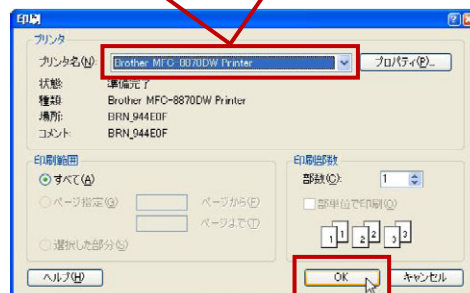 印刷
プリンタ
プリンタ名(N): Brother MFC-8870DW Printer プロパティ(P)...
状態: 準備完了
種類: Brother MFC-8870DW Printer
場所: BRN_944E0F
コメント: BRN_944E0F
印刷範囲
すべて(A)
ページ指定(G) ページから(F)
ページまで(T)
選択した部分(S)
印刷部数
部数(C): 1
部単位で印刷(O)
1 1 2 2 3 3
ヘルプ(H) OK キャンセル